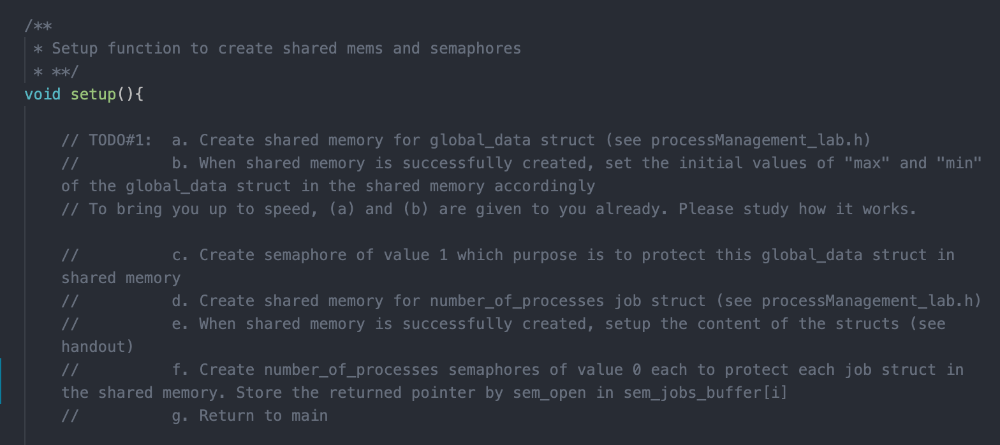 /**
 * Setup function to create shared mems and semaphores
 * **/
void setup(){
// TODO#1:  a. Create shared memory for global_data struct (see processManagement_lab.h)
//          b. When shared memory is successfully created, set the initial values of "max" and "min"
of the global_data struct in the shared memory accordingly
// To bring you up to speed, (a) and (b) are given to you already. Please study how it works.
//          c. Create semaphore of value 1 which purpose is to protect this global_data struct in
shared memory
//          d. Create shared memory for number_of_processes job struct (see processManagement_lab.h)
//          e. When shared memory is successfully created, setup the content of the structs (see
handout)
//          f. Create number_of_processes semaphores of value 0 each to protect each job struct in
the shared memory. Store the returned pointer by sem_open in sem_jobs_buffer[i]
//          g. Return to main